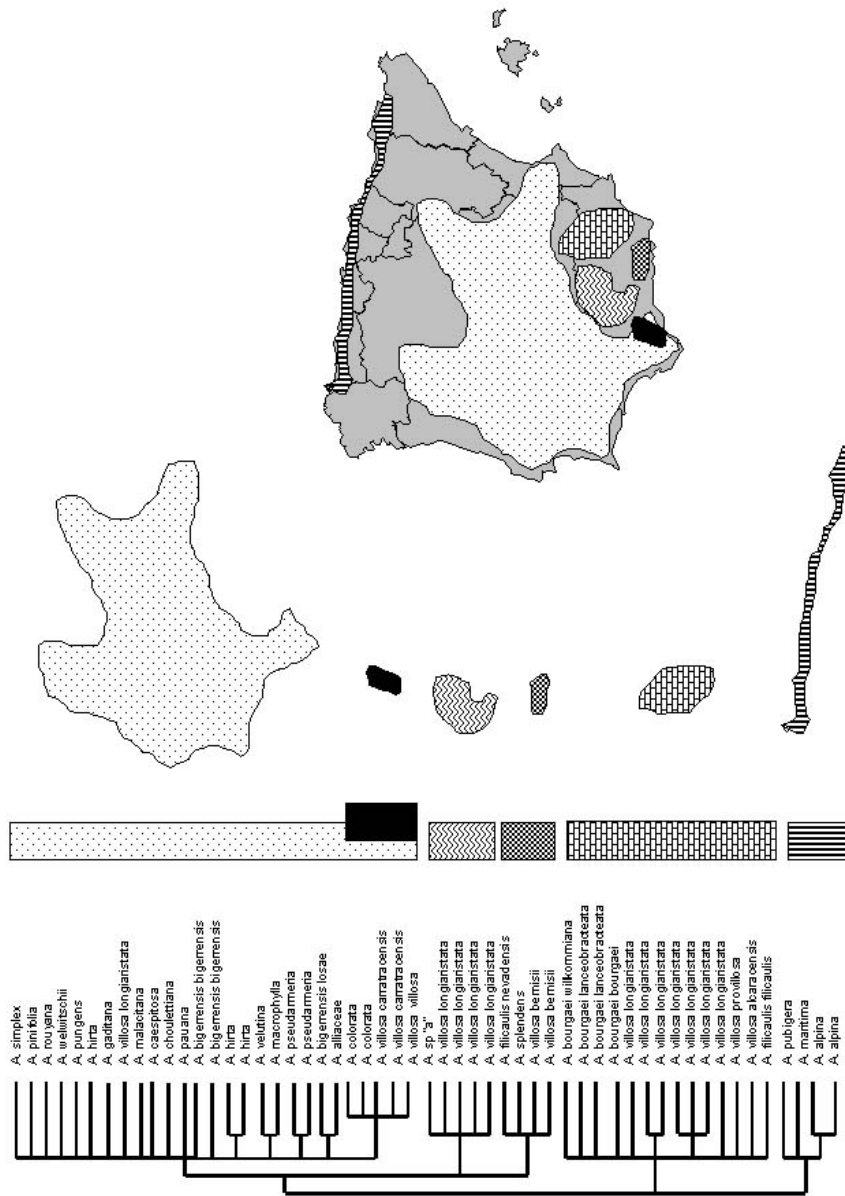 A. simplex
A. pinifolia
A. rouyana
A. welwitschii
A. pungens
A. hirta
A. gaditana
A. villosa longiaristata
A. malacitana
A. caespitosa
A. choulettiana
A. pauana
A. bigerrensis bigerrensis
A. bigerrensis bigerrensis
A. hirta
A. hirta
A. velutina
A. macrophylla
A. pseudarmeria
A. pseudarmeria
A. bigerrensis losae
A. alliaceae
A. colorata
A. colorata
A. villosa carratracensis
A. villosa carratracensis
A. villosa villosa
A. sp "a"
A. villosa longiaristata
A. villosa longiaristata
A. villosa longiaristata
A. villosa longiaristata
A. filicaulis nevadensis
A. splendens
A. villosa bernisii
A. villosa bernisii
A. bourgaei wilkommiana
A. bourgaei lanceobracteata
A. bourgaei lanceobracteata
A. bourgaei bourgaei
A. villosa longiaristata
A. villosa longiaristata
A. villosa longiaristata
A. villosa longiaristata
A. villosa longiaristata
A. villosa longiaristata
A. villosa longiaristata
A. villosa provillosa
A. villosa alcaracensis
A. filicaulis filicaulis
A. pubigera
A. maritima
A. alpina
A. alpina